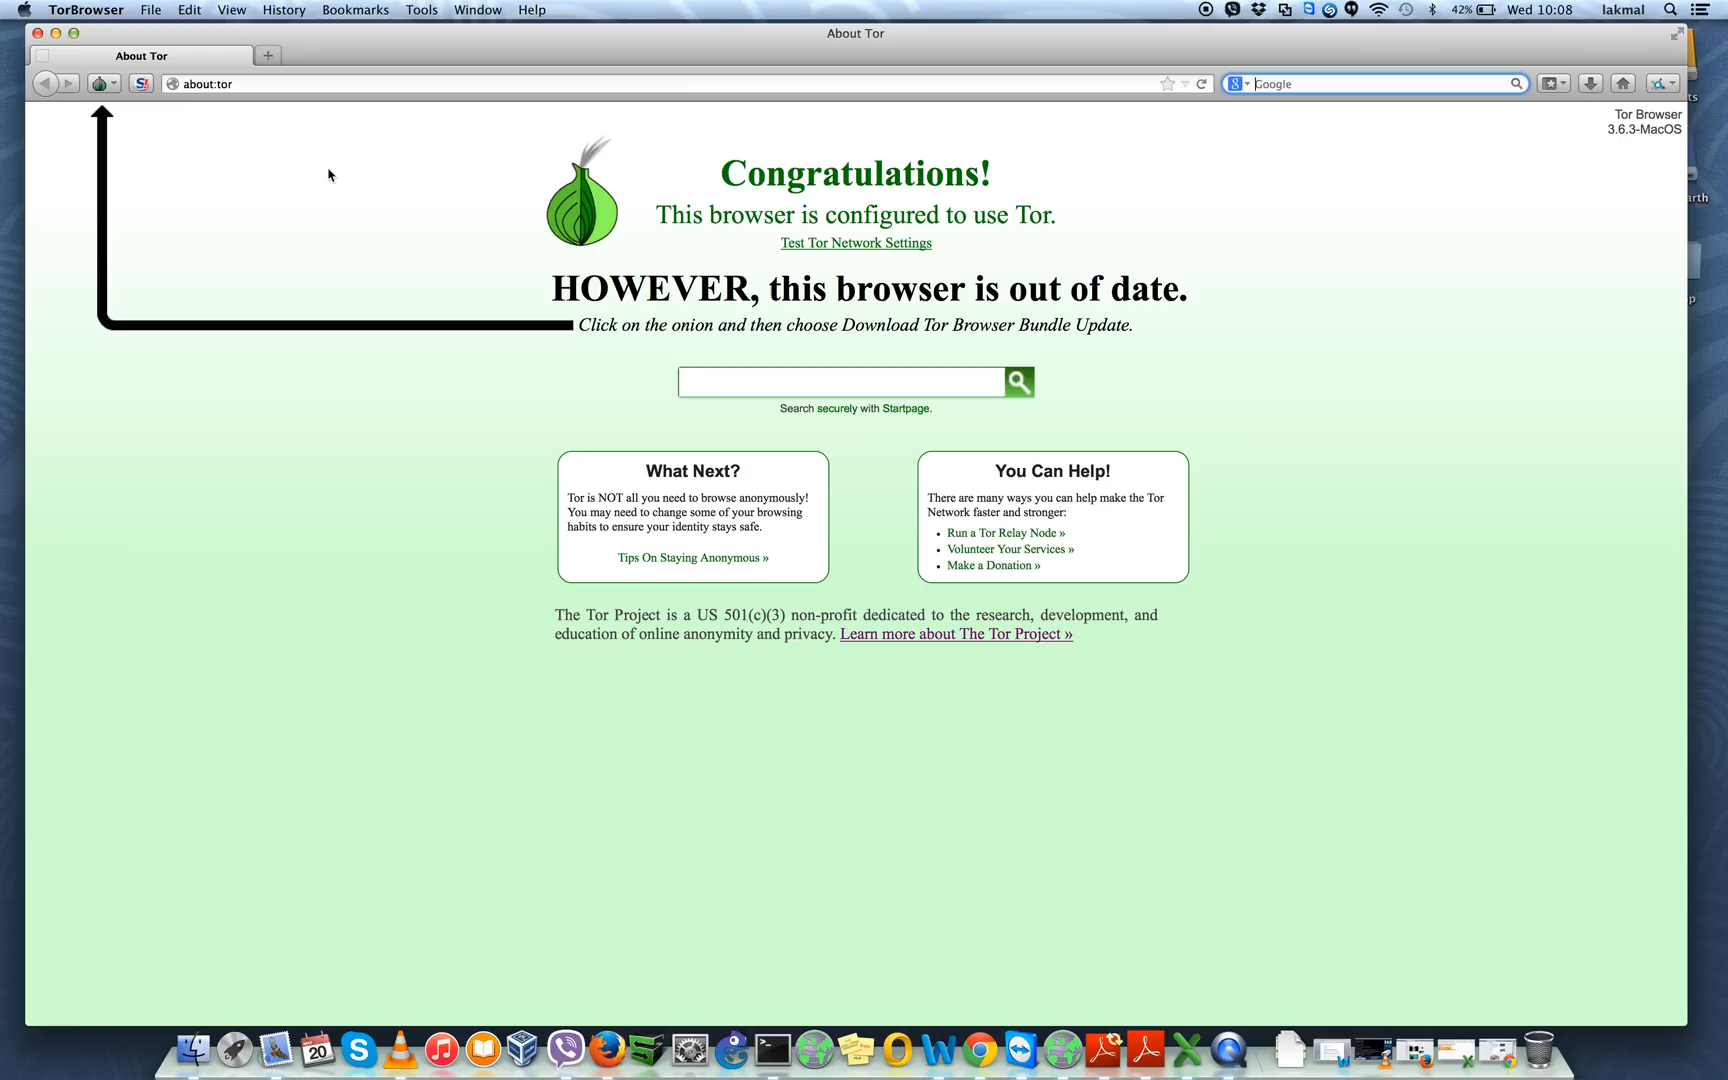 TorBrowser File Edit View History Bookmarks Tools Window Help 42% Wed 10:08 lakmal
About Tor
About Tor
about:tor
Google
Tor Browser
3.6.3-MacOS
Congratulations!
This browser is configured to use Tor.
Test Tor Network Settings
HOWEVER, this browser is out of date.
Click on the onion and then choose Download Tor Browser Bundle Update.
Search securely with Startpage.
What Next?
Tor is NOT all you need to browse anonymously!
You may need to change some of your browsing
habits to ensure your identity stays safe.
Tips On Staying Anonymous »
You Can Help!
There are many ways you can help make the Tor
Network faster and stronger:
• Run a Tor Relay Node »
• Volunteer Your Services »
• Make a Donation »
The Tor Project is a US 501(c)(3) non-profit dedicated to the research, development, and
education of online anonymity and privacy. Learn more about The Tor Project »
ts
arth
p
20